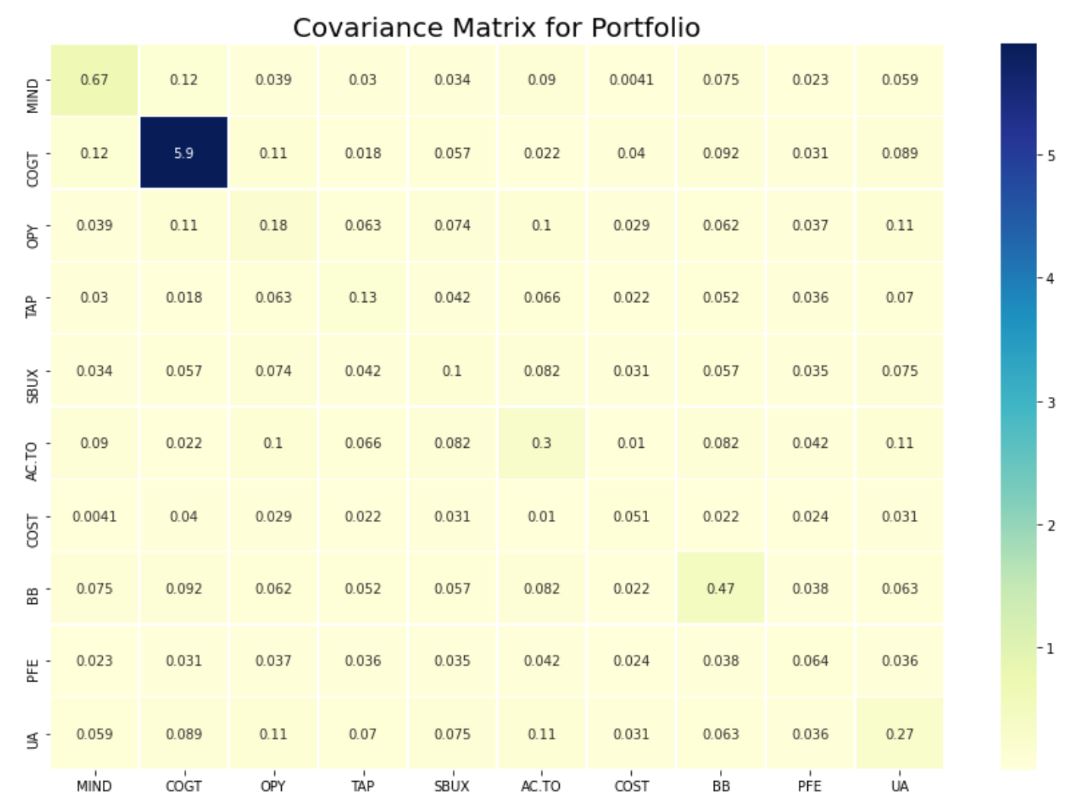 Covariance Matrix for Portfolio
MIND 0.67 0.12 0.039 0.03 0.034 0.09 0.0041 0.075 0.023 0.059
COGT 0.12 5.9 0.11 0.018 0.057 0.022 0.04 0.092 0.031 0.089
OPY 0.039 0.11 0.18 0.063 0.074 0.1 0.029 0.062 0.037 0.11
TAP 0.03 0.018 0.063 0.13 0.042 0.066 0.022 0.052 0.036 0.07
SBUX 0.034 0.057 0.074 0.042 0.1 0.082 0.031 0.057 0.035 0.075
AC.TO 0.09 0.022 0.1 0.066 0.082 0.3 0.01 0.082 0.042 0.11
COST 0.0041 0.04 0.029 0.022 0.031 0.01 0.051 0.022 0.024 0.031
BB 0.075 0.092 0.062 0.052 0.057 0.082 0.022 0.47 0.038 0.063
PFE 0.023 0.031 0.037 0.036 0.035 0.042 0.024 0.038 0.064 0.036
UA 0.059 0.089 0.11 0.07 0.075 0.11 0.031 0.063 0.036 0.27
MIND COGT OPY TAP SBUX AC.TO COST BB PFE UA
5
4
3
2
1